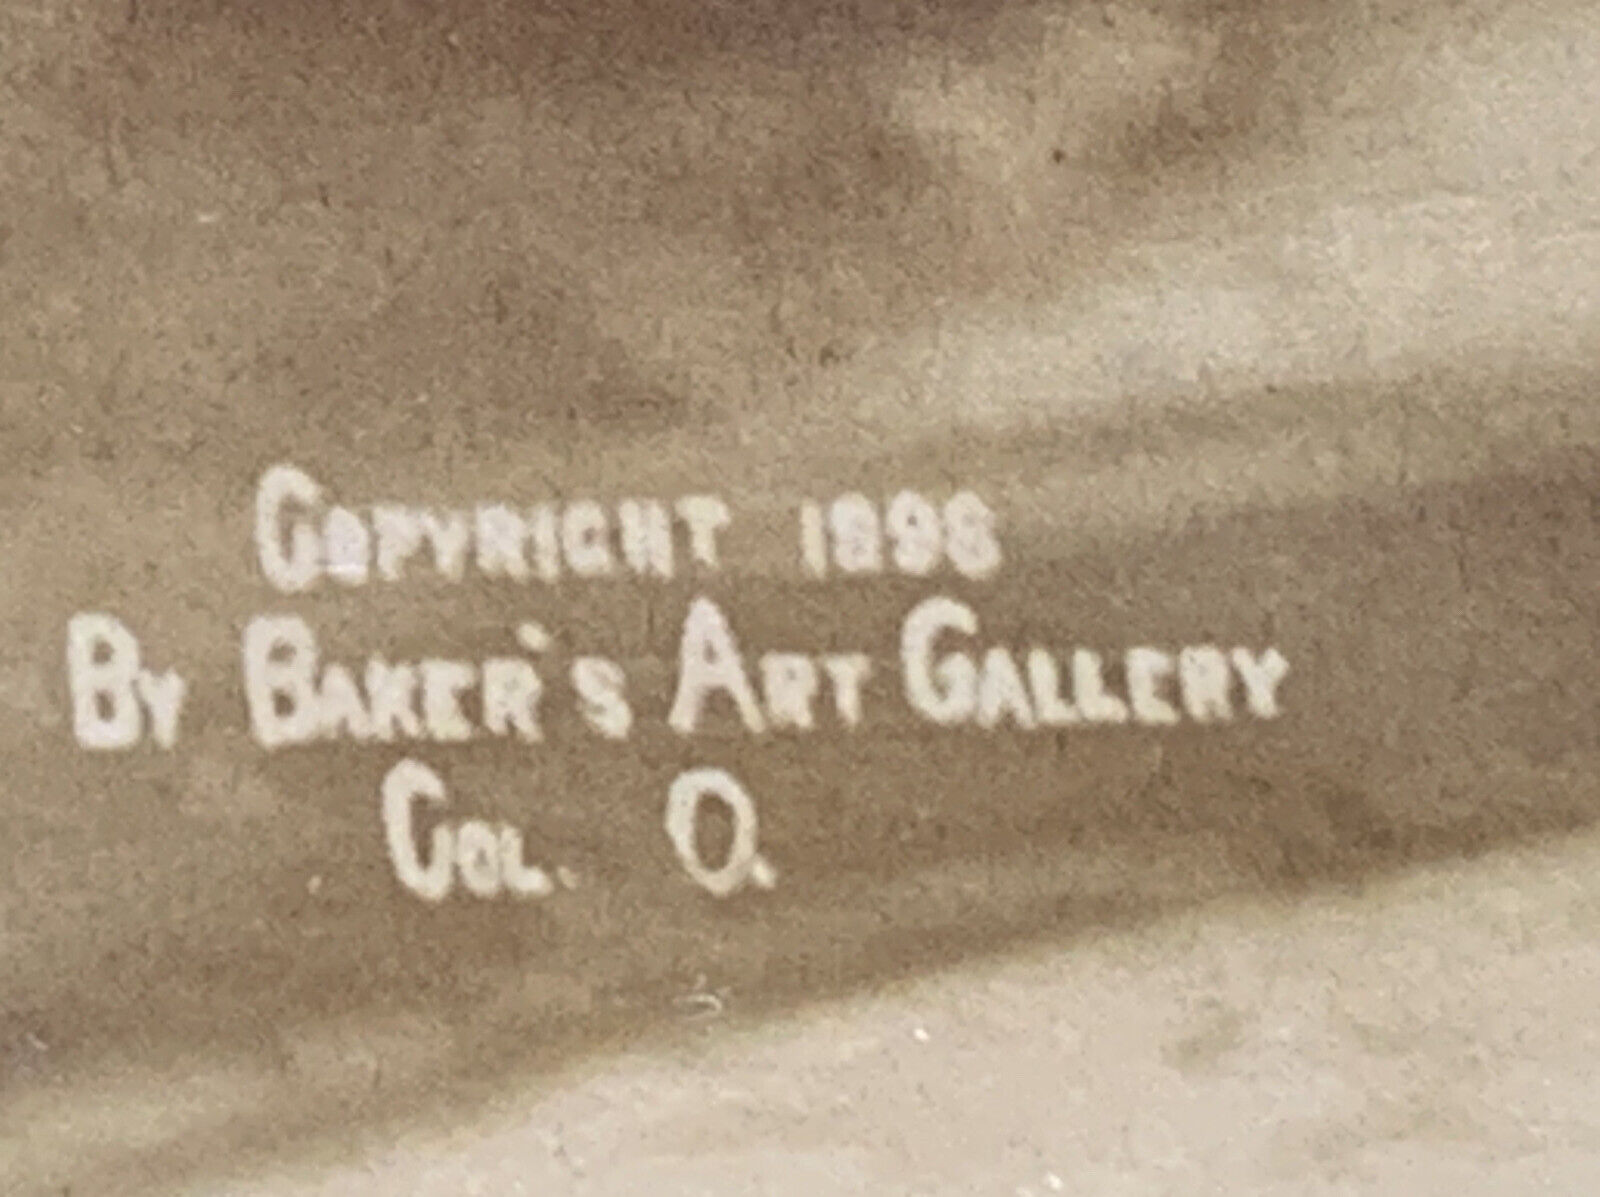 Copyright 1898
By Baker's Art Gallery
Col. O.